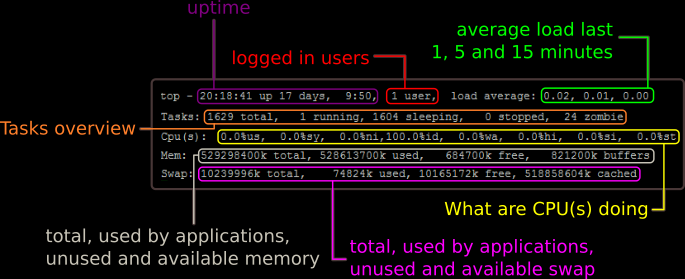 uptime
average load last
1, 5 and 15 minutes
logged in users
top - 20:18:41 up 17 days,  9:50,  1 user,  load average: 0.02, 0.01, 0.00
Tasks: 1629 total,   1 running, 1604 sleeping,   0 stopped,  24 zombie
Cpu(s):  0.0%us,  0.0%sy,  0.0%ni,100.0%id,  0.0%wa,  0.0%hi,  0.0%si,  0.0%st
Mem: 529298400k total, 528613700k used,   684700k free,   821200k buffers
Swap: 10239996k total,    74824k used, 10165172k free, 518858604k cached
Tasks overview
What are CPU(s) doing
total, used by applications,
unused and available memory
total, used by applications,
unused and available swap